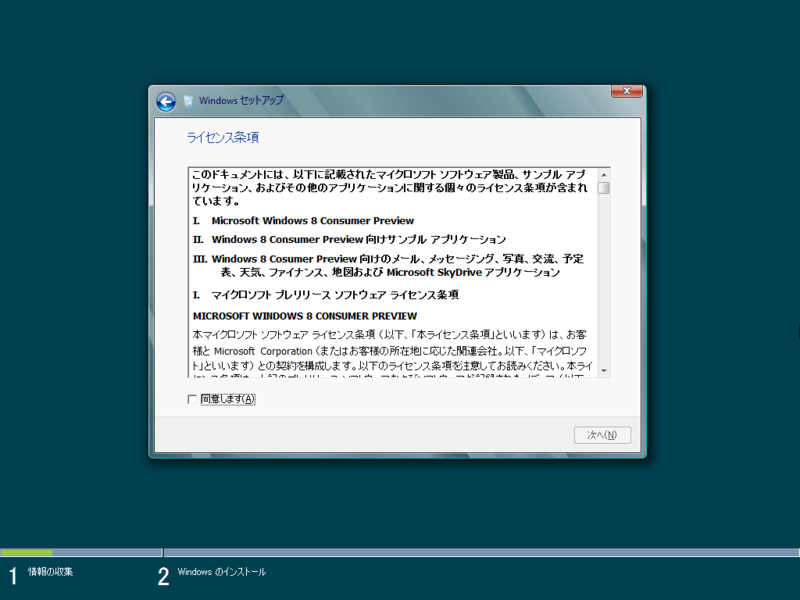 Windows セットアップ
ライセンス条項
このドキュメントには、以下に記載されたマイクロソフト ソフトウェア製品、サンプル アプ
リケーション、およびその他のアプリケーションに関する個々のライセンス条項が含まれ
ています。
I. Microsoft Windows 8 Consumer Preview
II. Windows 8 Consumer Preview 向けサンプル アプリケーション
III. Windows 8 Cosumer Preview 向けのメール、メッセージング、写真、交流、予定
表、天気、ファイナンス、地図および Microsoft SkyDrive アプリケーション
I. マイクロソフト プレリリース ソフトウェア ライセンス条項
MICROSOFT WINDOWS 8 CONSUMER PREVIEW
本マイクロソフト ソフトウェア ライセンス条項 (以下、「本ライセンス条項」といいます) は、お客
様と Microsoft Corporation (またはお客様の所在地に応じた関連会社。以下、「マイクロソフ
ト」といいます) との契約を構成します。以下のライセンス条項を注意してお読みください。本ライ
同意します(A)
次へ(N)
1 情報の収集
2 Windows のインストール